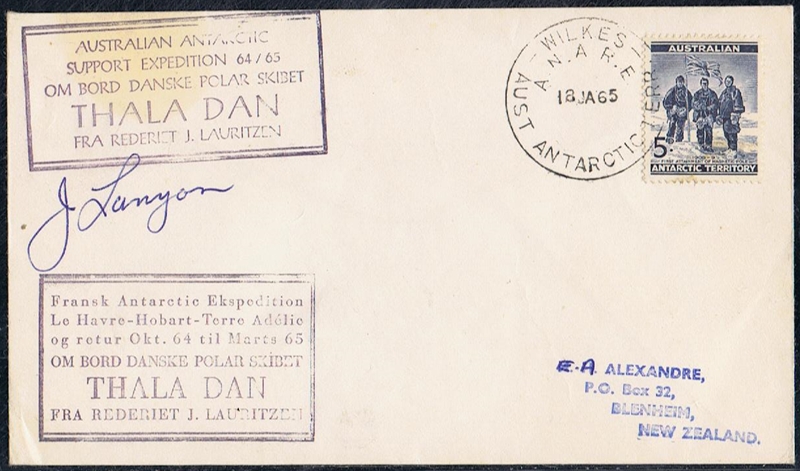 AUSTRALIAN ANTARCTIC
SUPPORT EXPEDITION 64/65
OM BORD DANSKE POLAR SKIBET
THALA DAN
FRA REDERIET J. LAURITZEN
J Lanyon
Fransk Antarctic Ekspedition
Le Havre-Hobart-Terre Adélie
og retur Okt. 64 til Marts 65
OM BORD DANSKE POLAR SKIBET
THALA DAN
FRA REDERIET J. LAURITZEN
- WILKES -
A.N.A.R.E
18 JA 65
AUST ANTARCTIC TERR
AUSTRALIAN
5D
ANTARCTIC TERRITORY
E.A. ALEXANDRE,
P.O. Box 32,
BLENHEIM,
NEW ZEALAND.